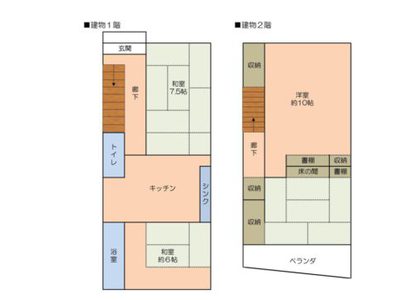 ■建物１階
玄関
廊下
和室
7.5帖
トイレ
キッチン
シンク
浴室
和室
約６帖
■建物２階
収納
洋室
約10帖
廊下
書棚
収納
床の間
書棚
収納
収納
ベランダ